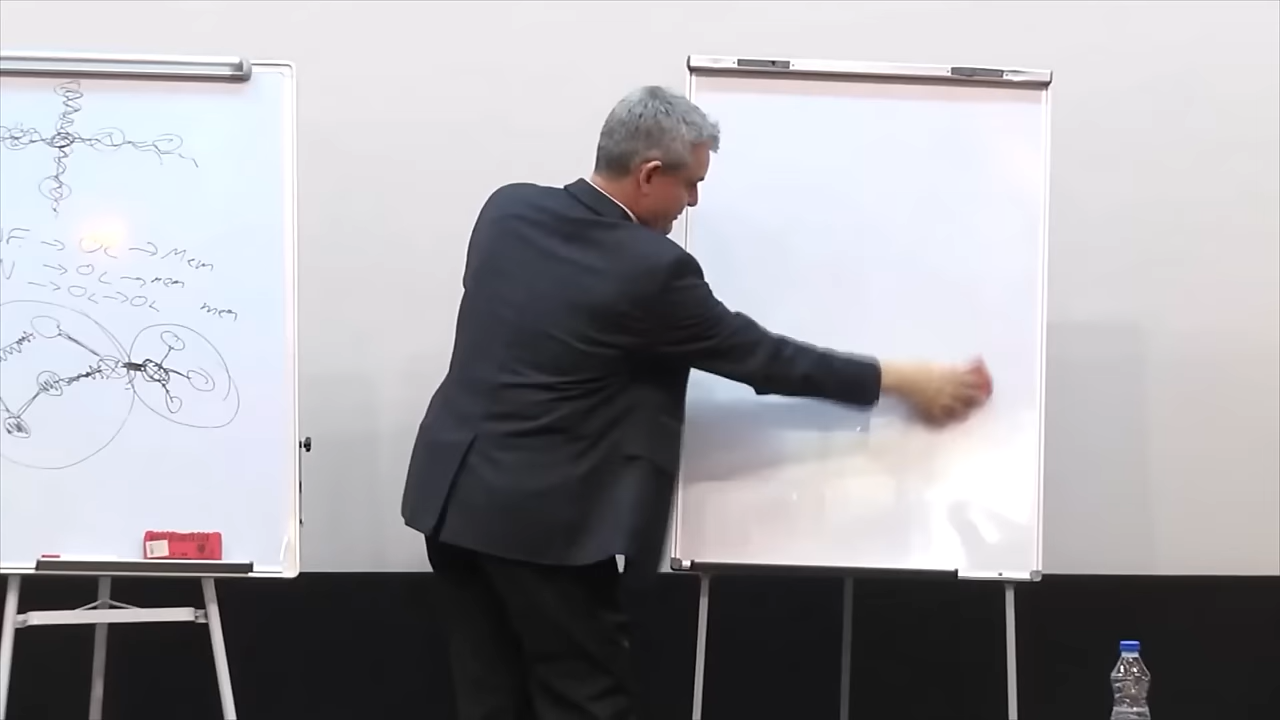 F. → OL → Mem
N → OL → mem
→ OL → OL mem